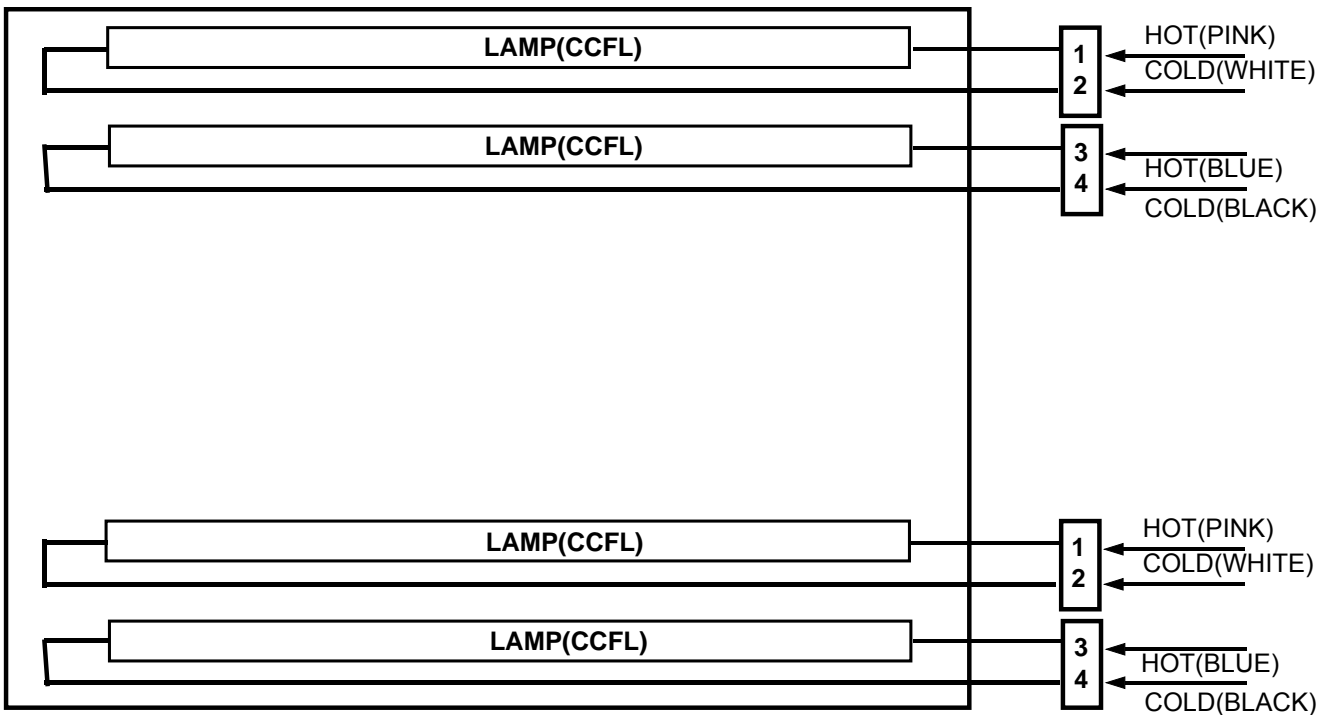 LAMP(CCFL)
1
HOT(PINK)
2
COLD(WHITE)
LAMP(CCFL)
3
HOT(BLUE)
4
COLD(BLACK)
LAMP(CCFL)
1
HOT(PINK)
2
COLD(WHITE)
LAMP(CCFL)
3
HOT(BLUE)
4
COLD(BLACK)